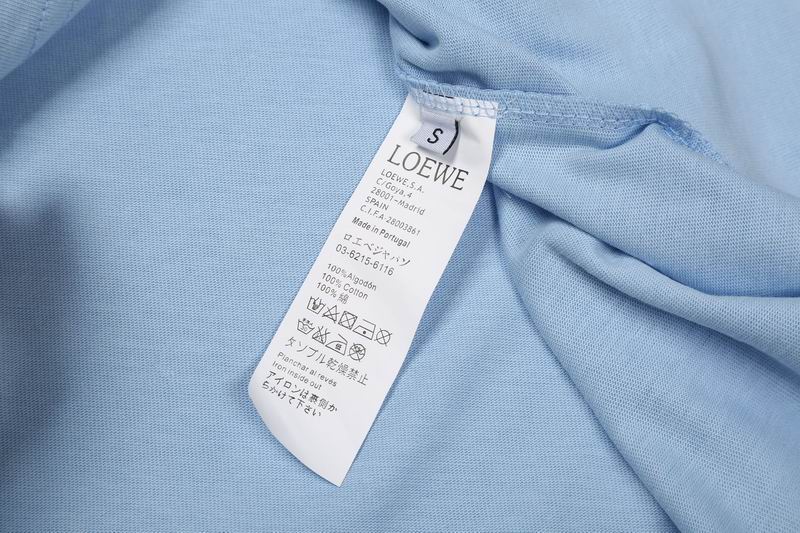 S
LOEWE
LOEWE.S.A.
C/Goya,4
28001-Madrid
SPAIN
C.I.F.A-28003861
Made in Portugal
ロエベジャパン
03-6215-6116
100%Algodón
100% Cotton
100% 綿
タンブル乾燥禁止
Planchar al revés
Iron inside out
アイロンは裏側か
らかけて下さい